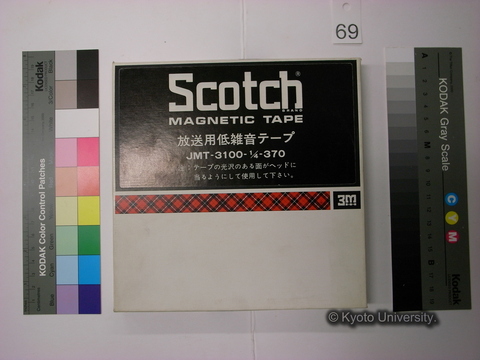 69
Scotch®
BRAND
MAGNETIC TAPE
放送用低雑音テープ
JMT-3100-¼-370
テープの光沢のある面がヘッドに
当るようにして使用して下さい。
3M
Kodak
KODAK Color Control Patches
Blue
KODAK Gray Scale
A
M
B
C
Y
M
Kodak
© Kyoto University.